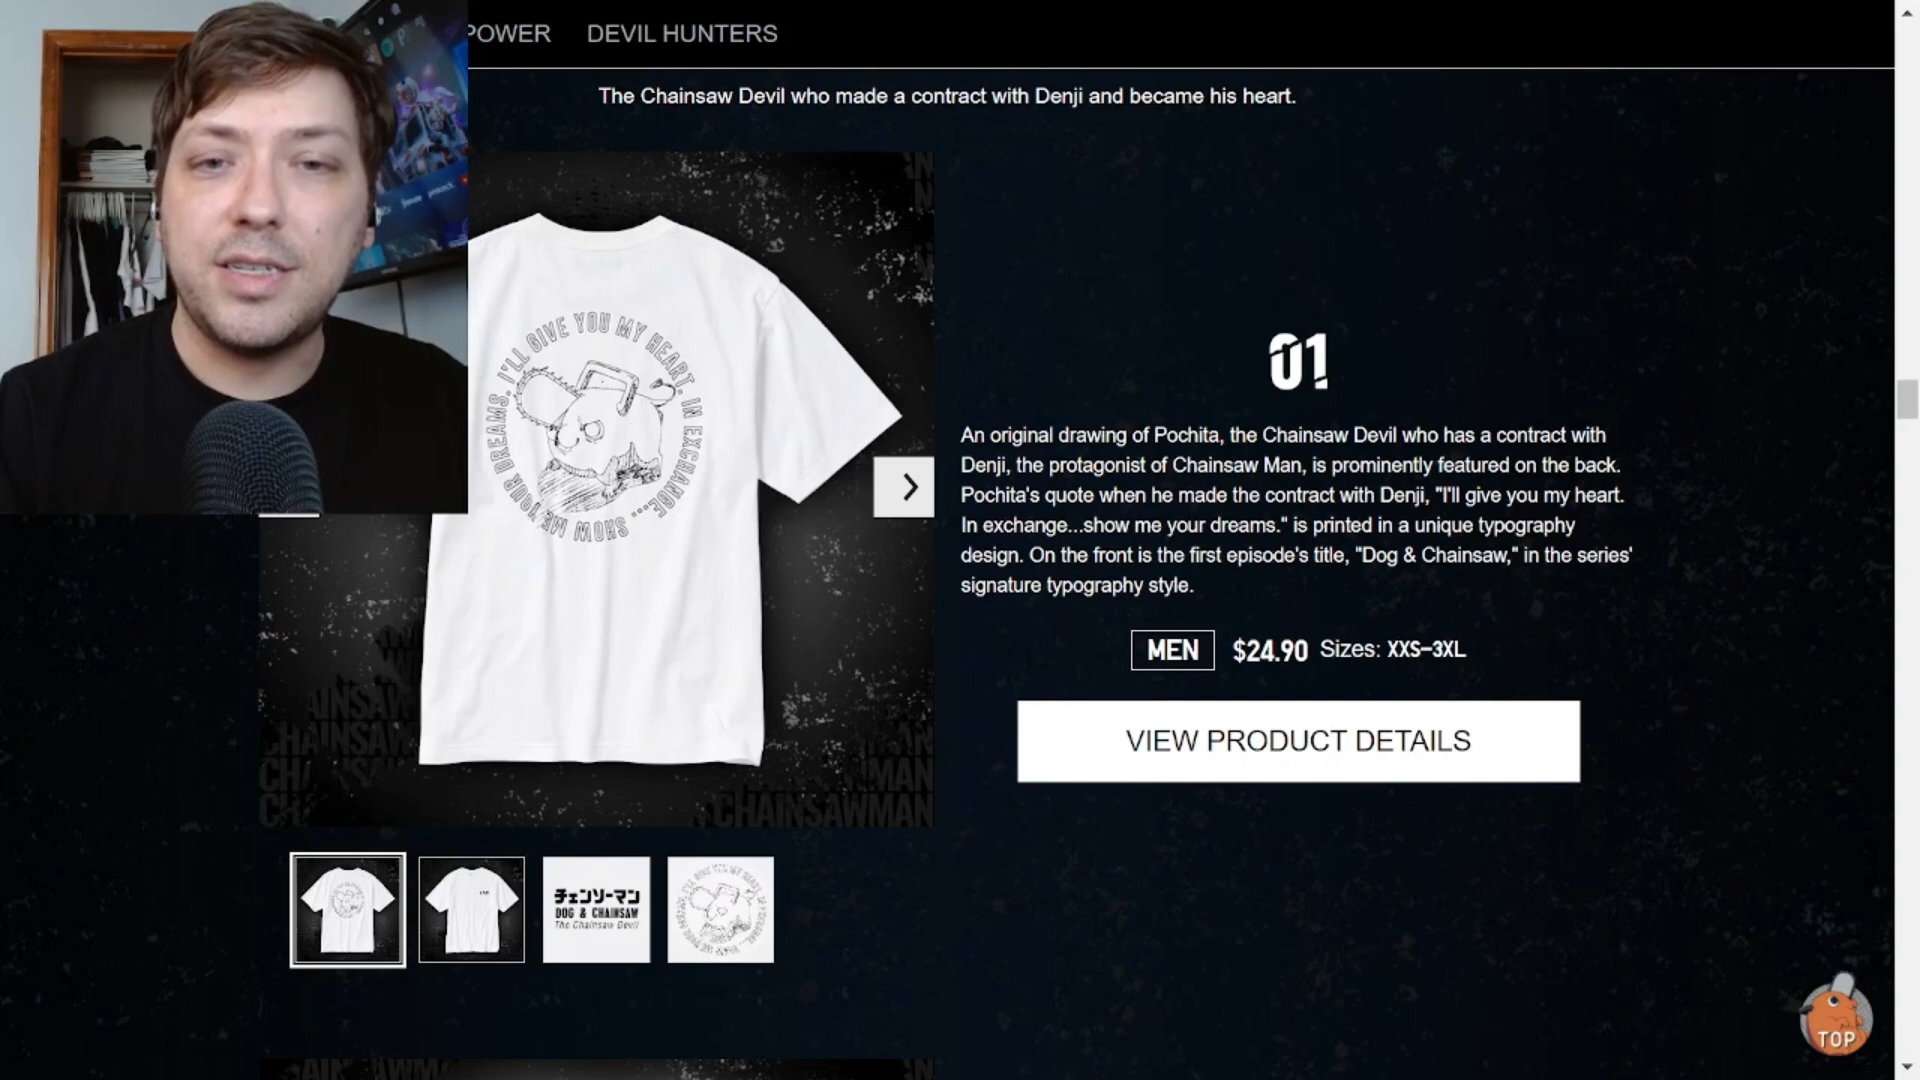 POWER DEVIL HUNTERS
The Chainsaw Devil who made a contract with Denji and became his heart.
I'LL GIVE YOU MY HEART. IN EXCHANGE... SHOW ME YOUR DREAMS.
01
An original drawing of Pochita, the Chainsaw Devil who has a contract with
Denji, the protagonist of Chainsaw Man, is prominently featured on the back.
Pochita's quote when he made the contract with Denji, "I'll give you my heart.
In exchange...show me your dreams." is printed in a unique typography
design. On the front is the first episode's title, "Dog & Chainsaw," in the series'
signature typography style.
MEN $24.90 Sizes: XXS–3XL
VIEW PRODUCT DETAILS
CHAINSAWMAN
チェンソーマン
DOG & CHAINSAW
The Chainsaw Devil
TOP